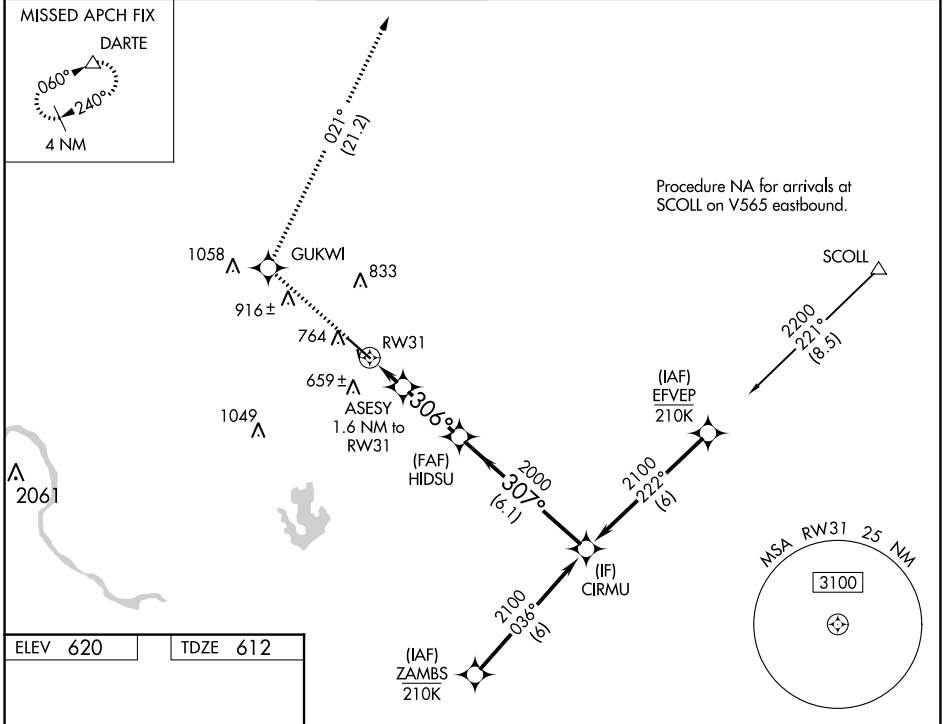 MISSED APCH FIX
DARTE
060°
240°
4 NM
021°
(21.2)
Procedure NA for arrivals at
SCOLL on V565 eastbound.
SCOLL
2200
221°
(8.5)
1058
GUKWI
833
916±
764
RW31
659±
ASESY
1.6 NM to
RW31
306°
1049
(FAF)
HIDSU
2000
307°
(6.1)
(IAF)
EFVEP
210K
2100
222°
(6)
2061
(IF)
CIRMU
2100
036°
(6)
(IAF)
ZAMBS
210K
MSA RW31 25 NM
3100
ELEV 620
TDZE 612